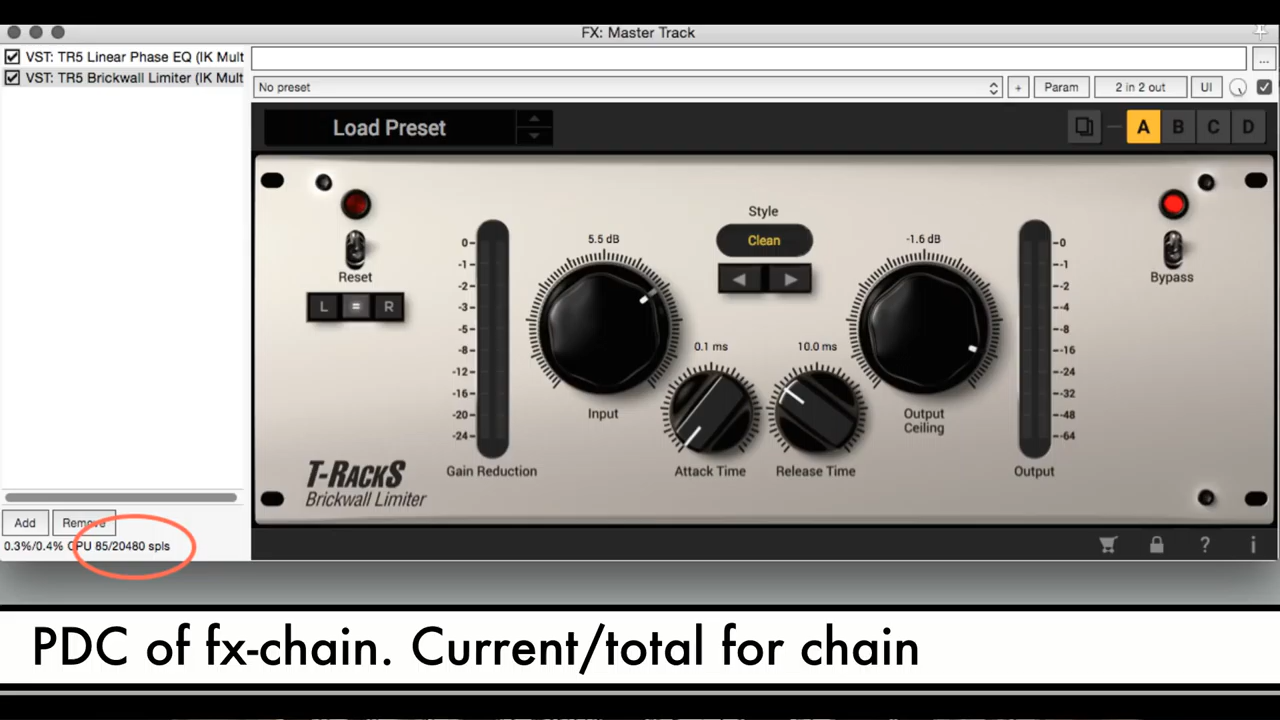 FX: Master Track
VST: TR5 Linear Phase EQ (IK Mult
VST: TR5 Brickwall Limiter (IK Mult
...
No preset
+
Param
2 in 2 out
UI
Load Preset
A
B
C
D
Reset
L = R
0
-1
-2
-3
-5
-8
-12
-16
-20
-24
Gain Reduction
5.5 dB
Input
Style
Clean
0.1 ms
Attack Time
10.0 ms
Release Time
-1.6 dB
Output
Ceiling
0
-1
-2
-4
-8
-16
-24
-32
-48
-64
Output
Bypass
T-RackS
Brickwall Limiter
Add
Remove
0.3%/0.4% CPU 85/20480 spls
?
i
PDC of fx-chain. Current/total for chain